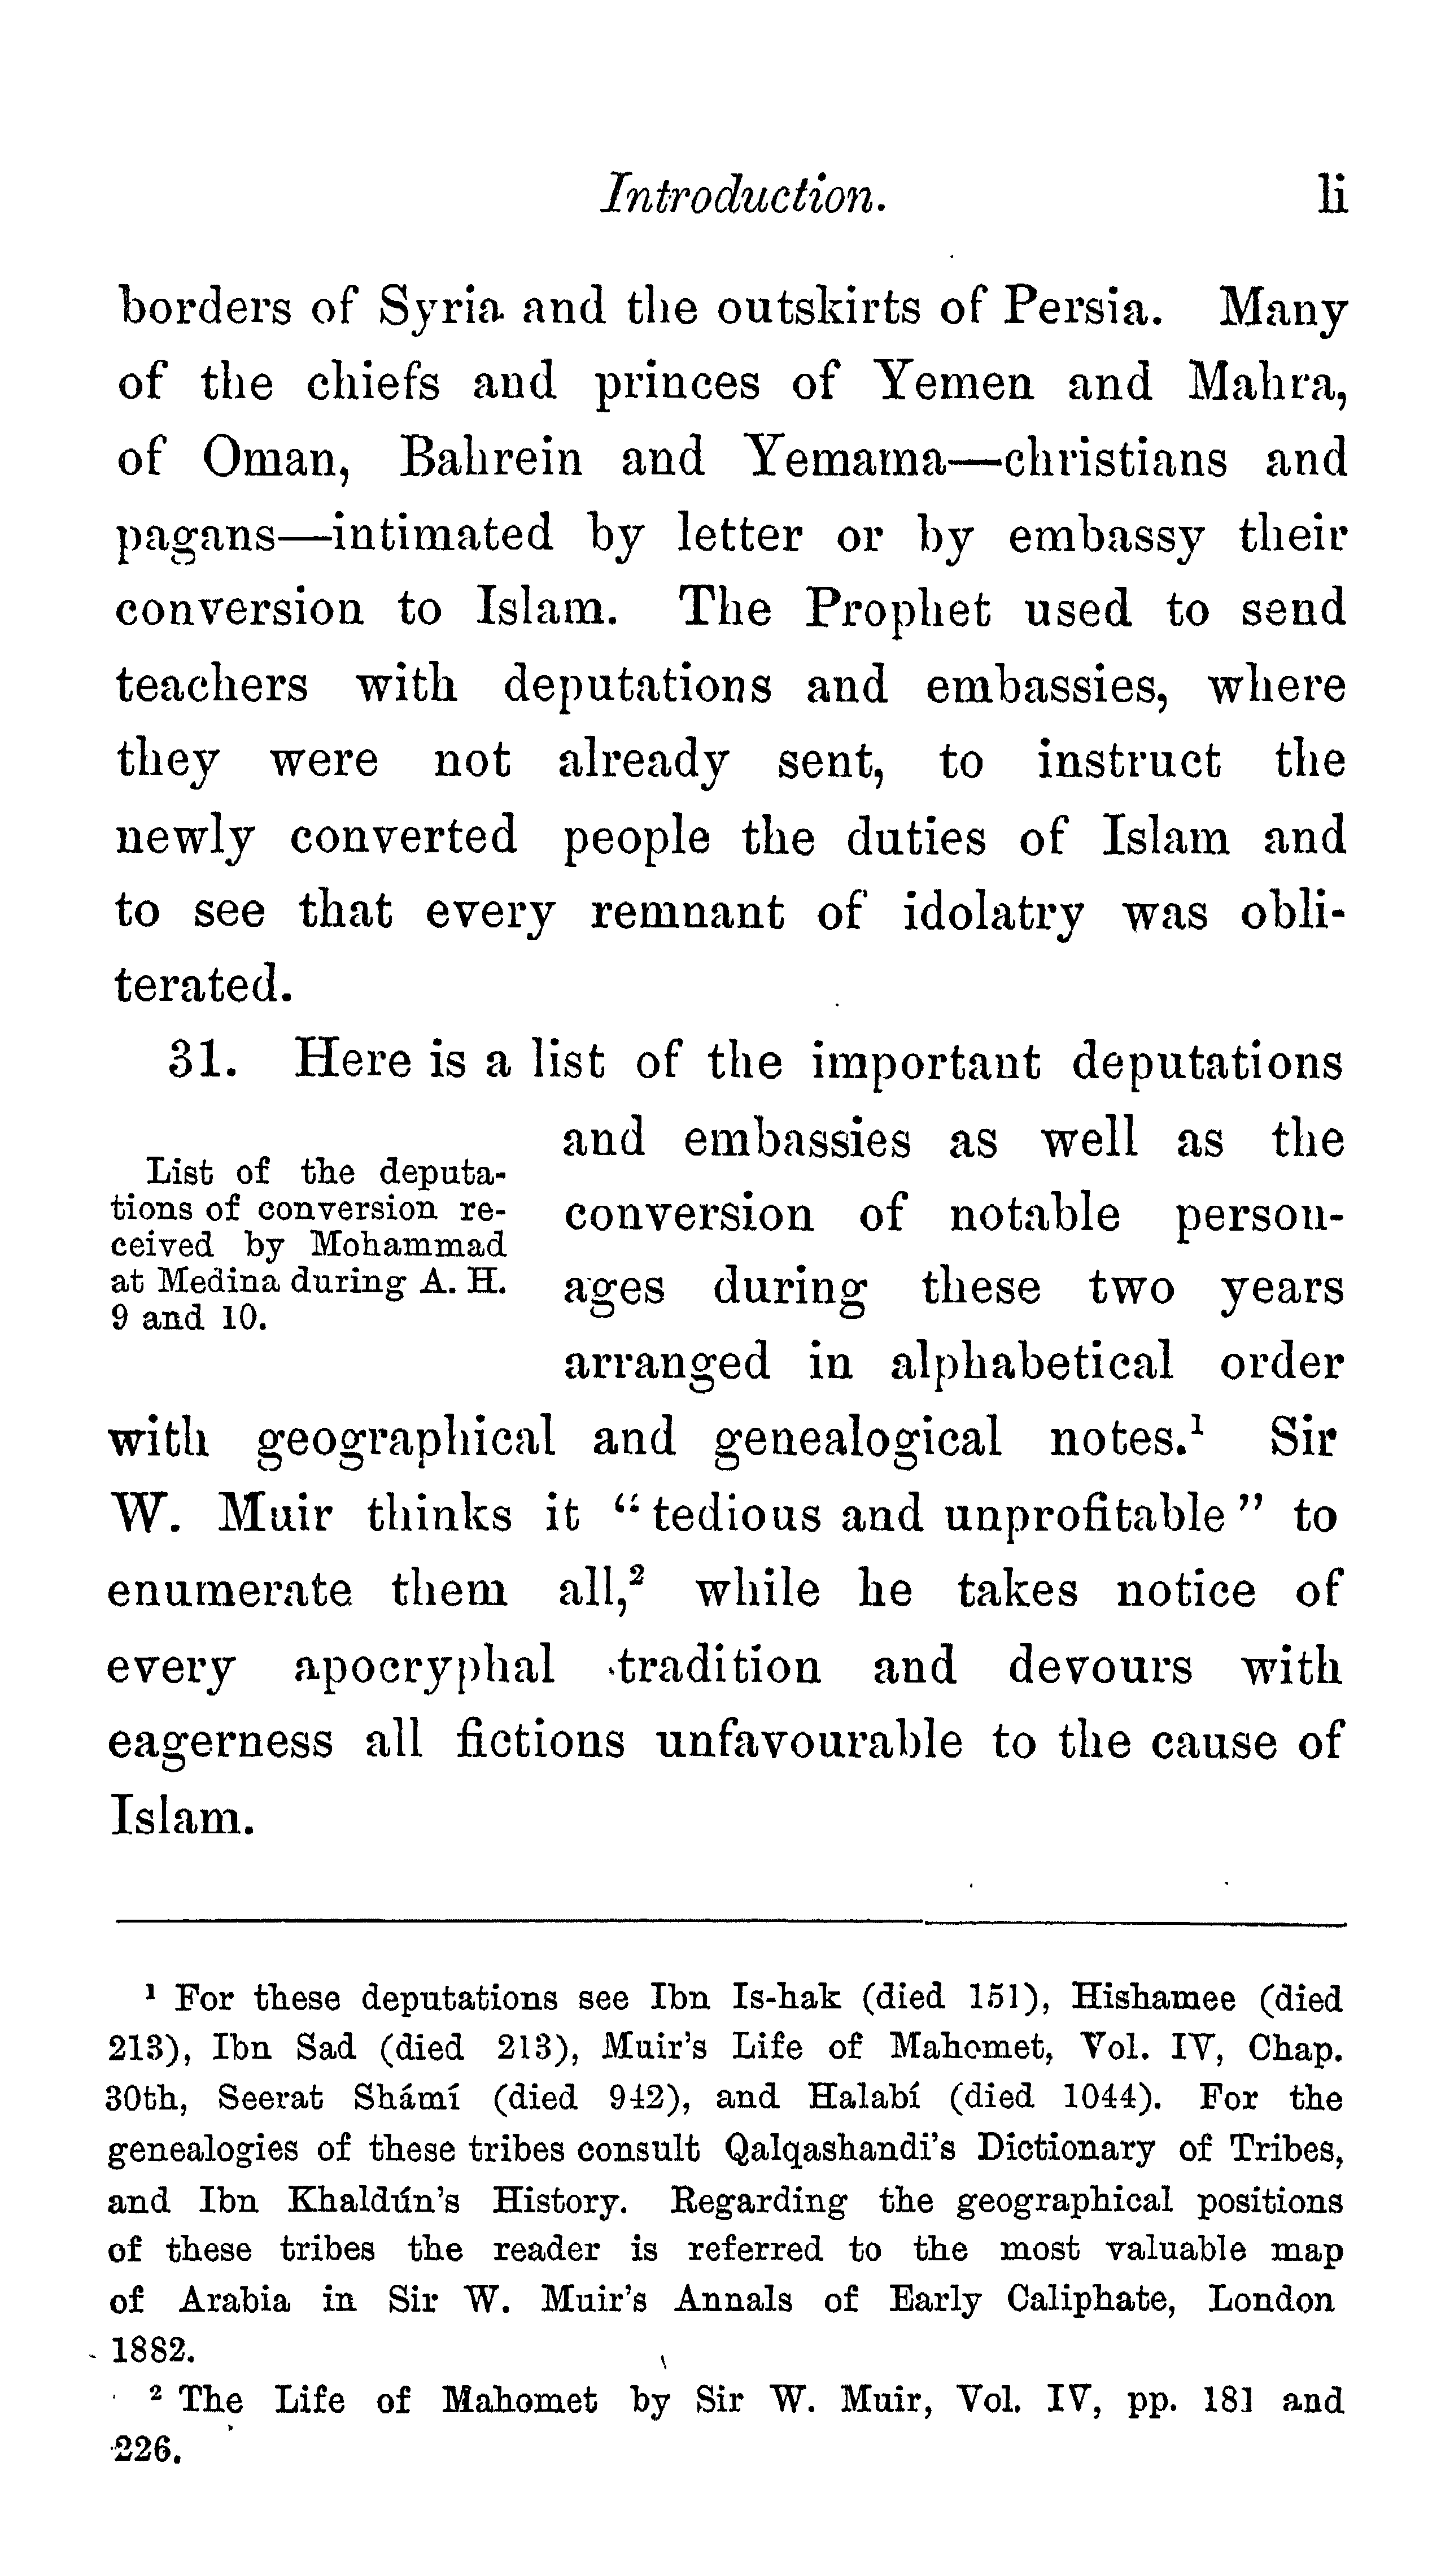 Introduction. li
borders of Syria and the outskirts of Persia. Many
of the chiefs and princes of Yemen and Mahra,
of Oman, Bahrein and Yemama—christians and
pagans—intimated by letter or by embassy their
conversion to Islam. The Prophet used to send
teachers with deputations and embassies, where
they were not already sent, to instruct the
newly converted people the duties of Islam and
to see that every remnant of idolatry was obli-
terated.
31. Here is a list of the important deputations
List of the deputa-
tions of conversion re-
ceived by Mohammad
at Medina during A. H.
9 and 10.
and embassies as well as the
conversion of notable person-
ages during these two years
arranged in alphabetical order
with geographical and genealogical notes.¹ Sir
W. Muir thinks it “tedious and unprofitable” to
enumerate them all,² while he takes notice of
every apocryphal tradition and devours with
eagerness all fictions unfavourable to the cause of
Islam.
¹ For these deputations see Ibn Is-hak (died 151), Hishamee (died
213), Ibn Sad (died 213), Muir's Life of Mahomet, Vol. IV, Chap.
30th, Seerat Shámí (died 942), and Halabí (died 1044). For the
genealogies of these tribes consult Qalqashandi's Dictionary of Tribes,
and Ibn Khaldún's History. Regarding the geographical positions
of these tribes the reader is referred to the most valuable map
of Arabia in Sir W. Muir's Annals of Early Caliphate, London
1882.
² The Life of Mahomet by Sir W. Muir, Vol. IV, pp. 181 and
226.